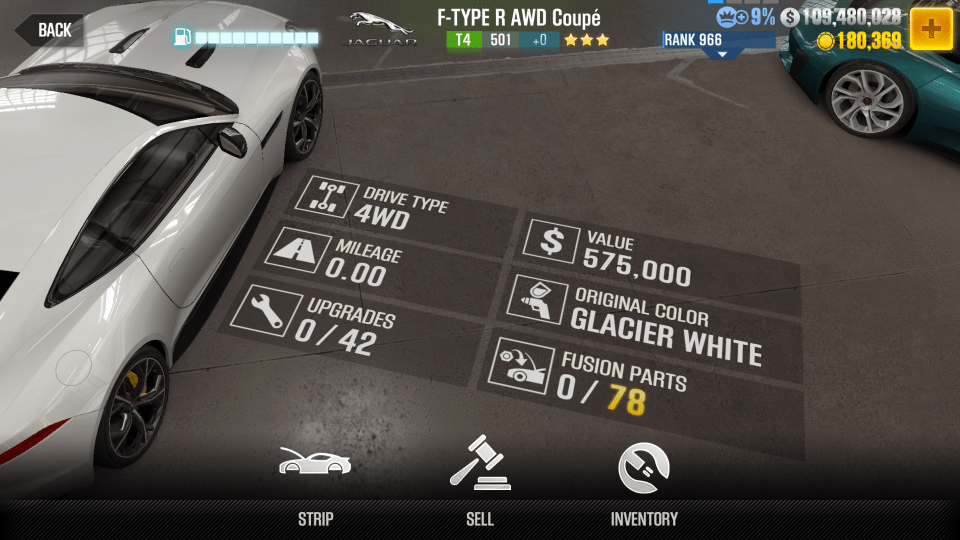 BACK
JAGUAR
F-TYPE R AWD Coupé
T4 501 +0
9%
109,480,028
RANK 966
180,369
DRIVE TYPE
4WD
MILEAGE
0.00
UPGRADES
0 / 42
VALUE
575,000
ORIGINAL COLOR
GLACIER WHITE
FUSION PARTS
0 / 78
STRIP
SELL
INVENTORY